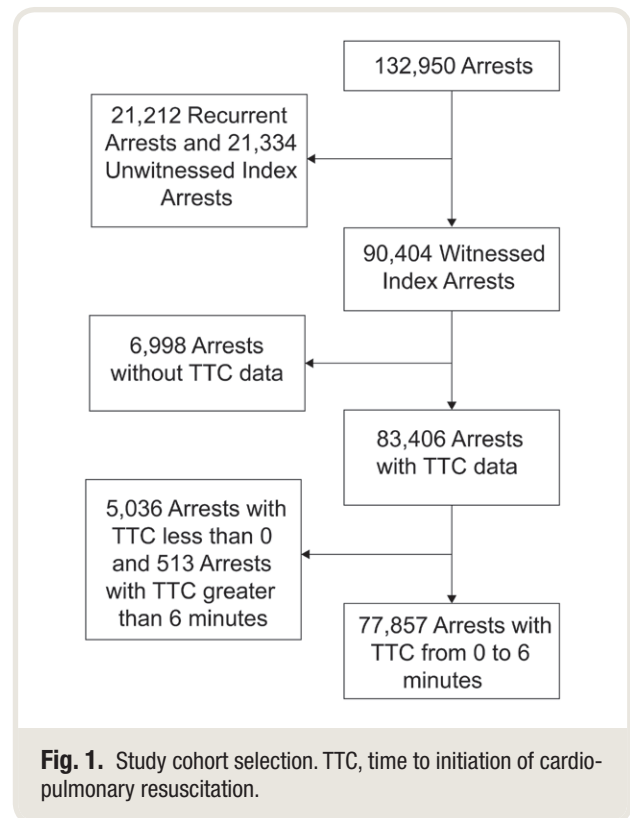 132,950 Arrests
21,212 Recurrent
Arrests and 21,334
Unwitnessed Index
Arrests
90,404 Witnessed
Index Arrests
6,998 Arrests
without TTC data
83,406 Arrests
with TTC data
5,036 Arrests with
TTC less than 0
and 513 Arrests
with TTC greater
than 6 minutes
77,857 Arrests with
TTC from 0 to 6
minutes
Fig. 1. Study cohort selection. TTC, time to initiation of cardio-
pulmonary resuscitation.